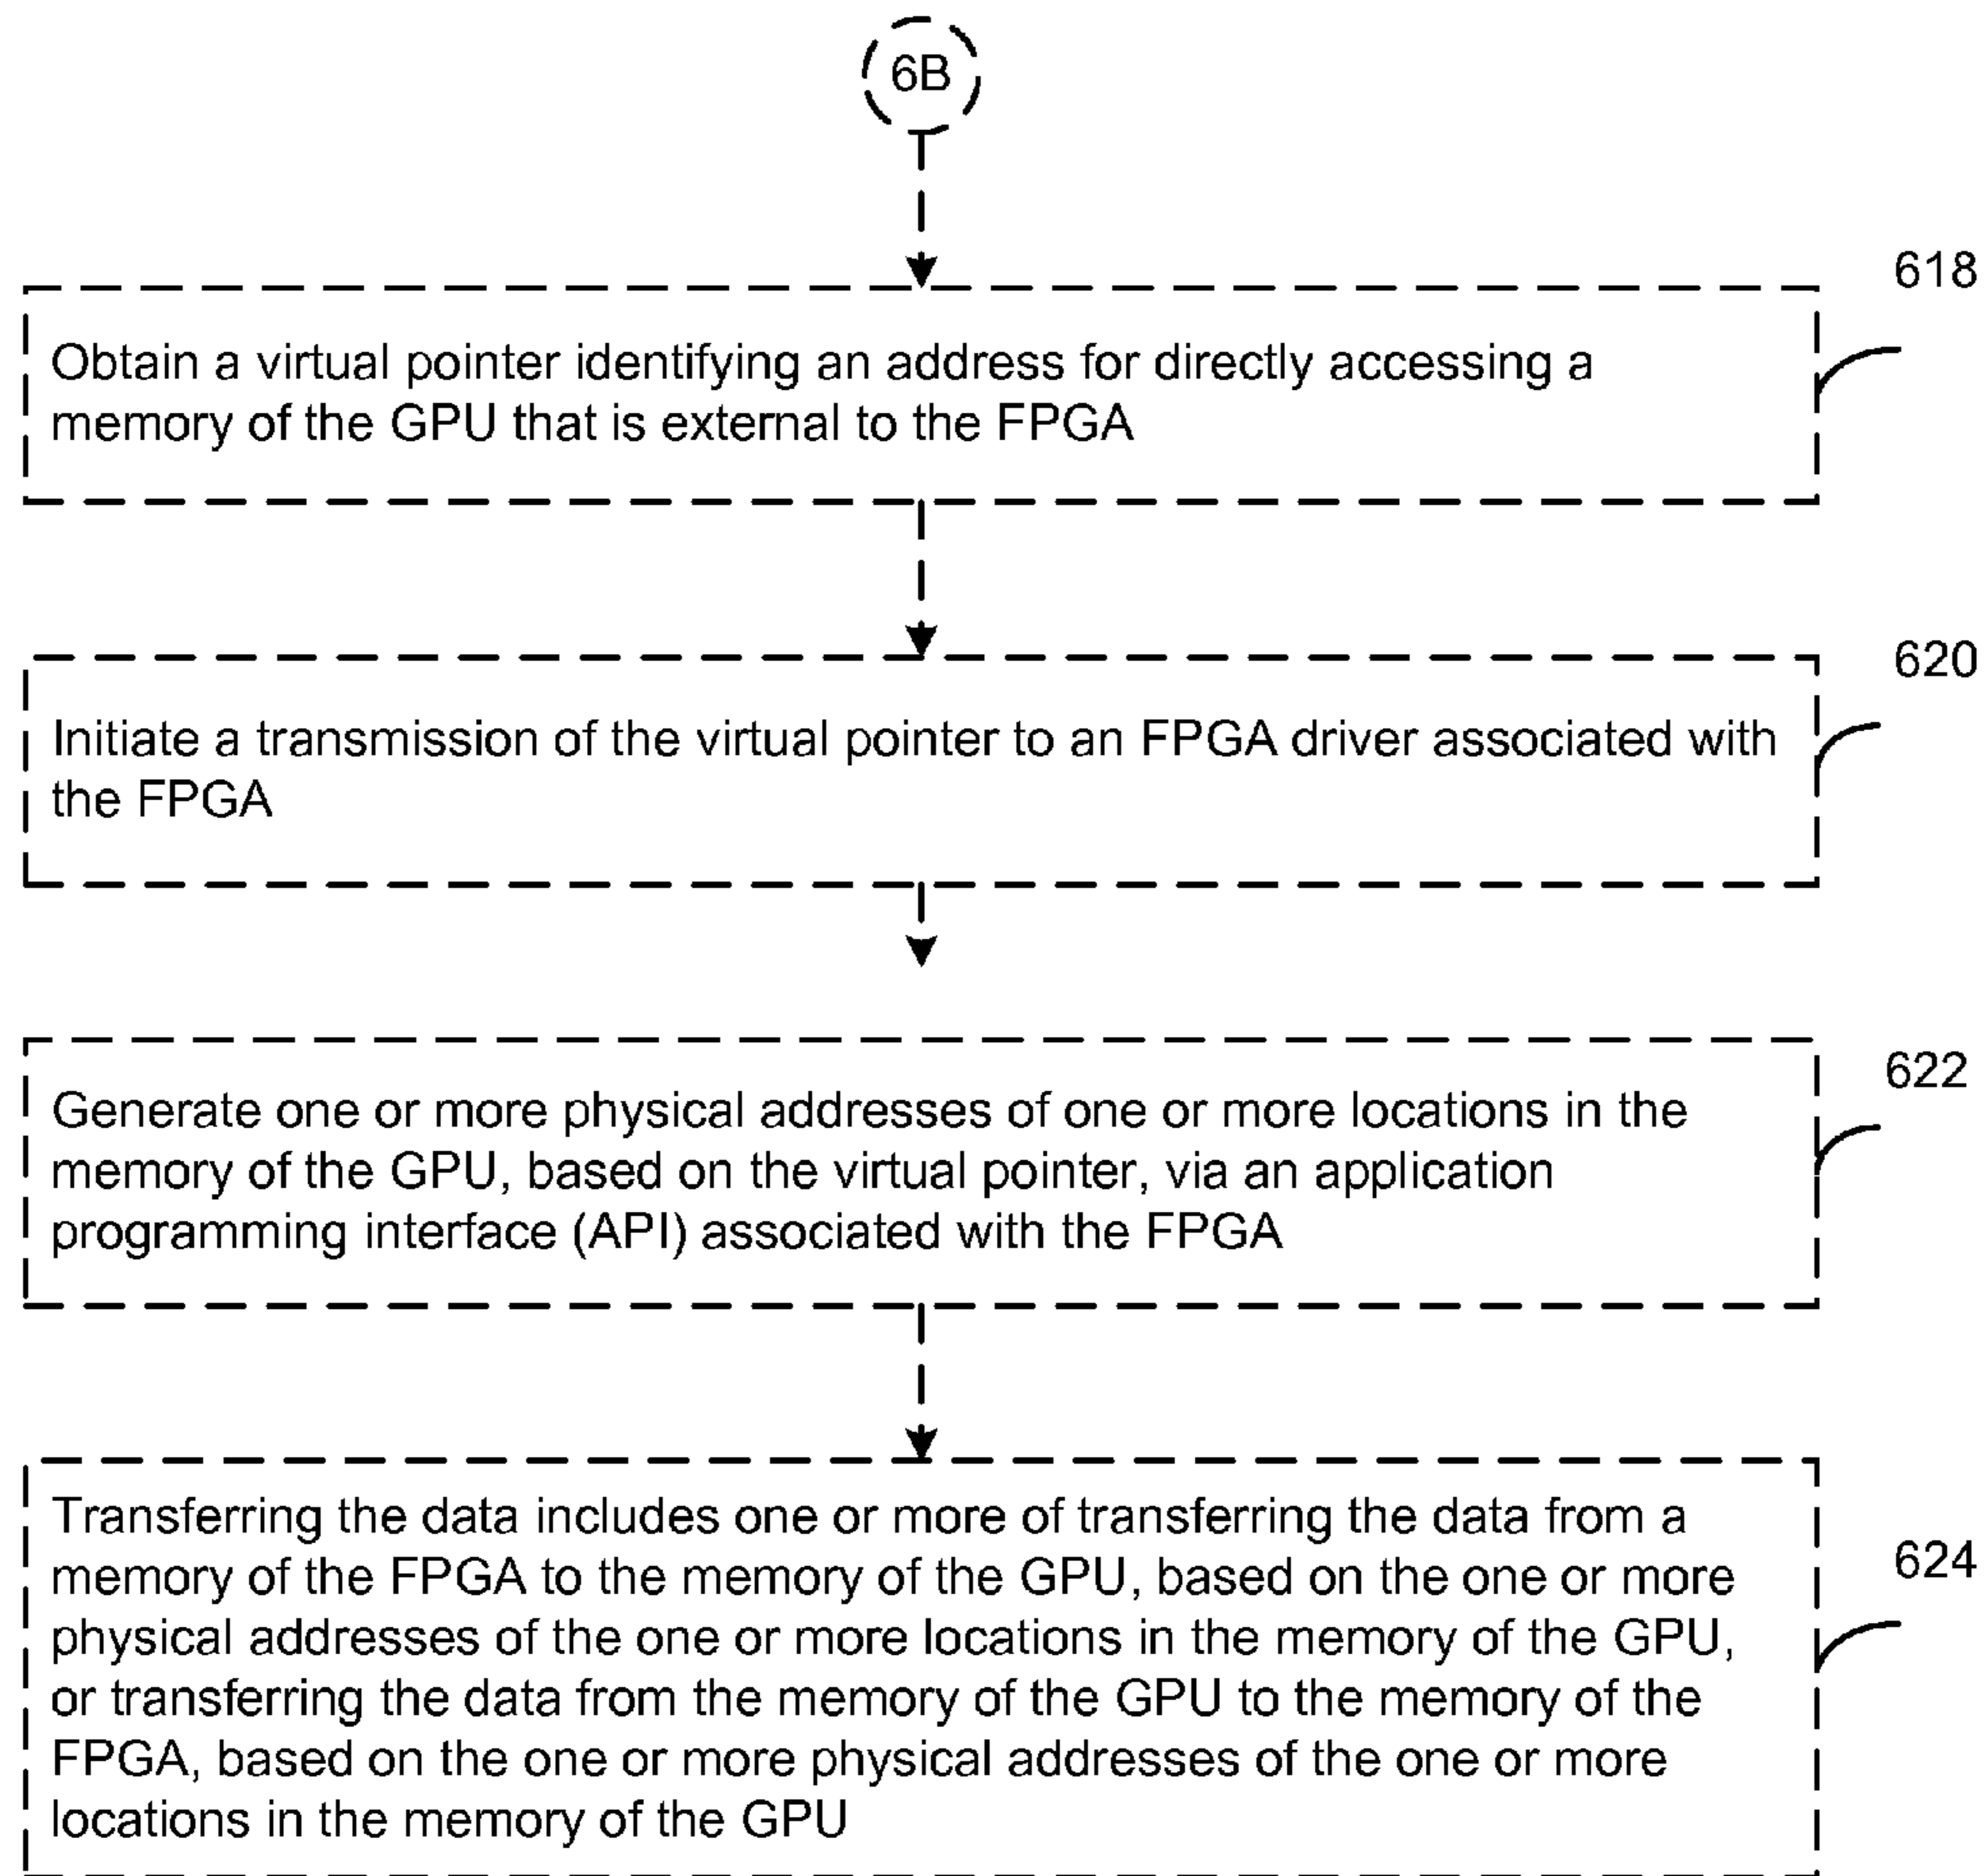 6B
618
Obtain a virtual pointer identifying an address for directly accessing a
memory of the GPU that is external to the FPGA
620
Initiate a transmission of the virtual pointer to an FPGA driver associated with
the FPGA
622
Generate one or more physical addresses of one or more locations in the
memory of the GPU, based on the virtual pointer, via an application
programming interface (API) associated with the FPGA
624
Transferring the data includes one or more of transferring the data from a
memory of the FPGA to the memory of the GPU, based on the one or more
physical addresses of the one or more locations in the memory of the GPU,
or transferring the data from the memory of the GPU to the memory of the
FPGA, based on the one or more physical addresses of the one or more
locations in the memory of the GPU